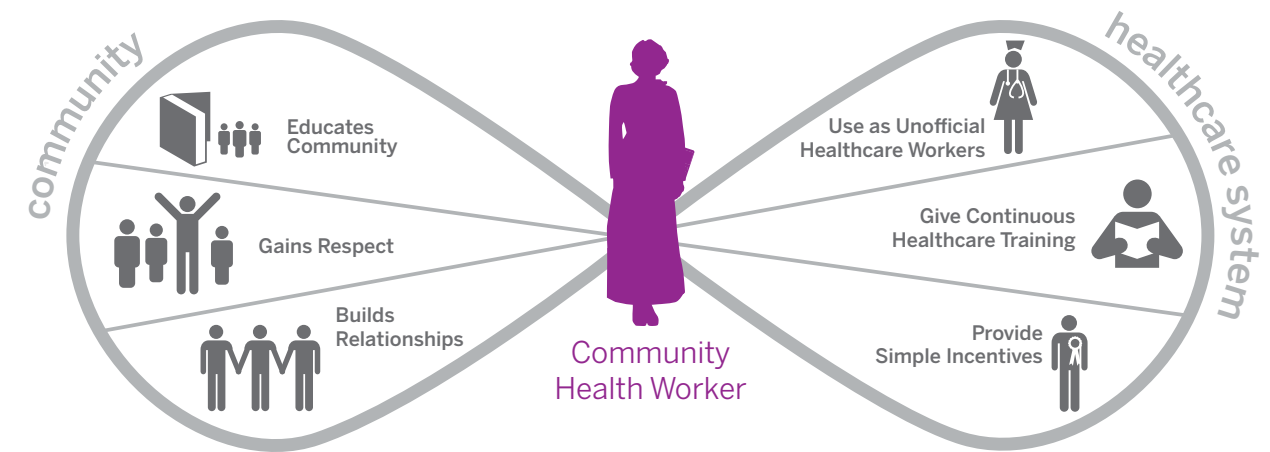 community
Educates
Community
Gains Respect
Builds
Relationships
Community
Health Worker
healthcare system
Use as Unofficial
Healthcare Workers
Give Continuous
Healthcare Training
Provide
Simple Incentives